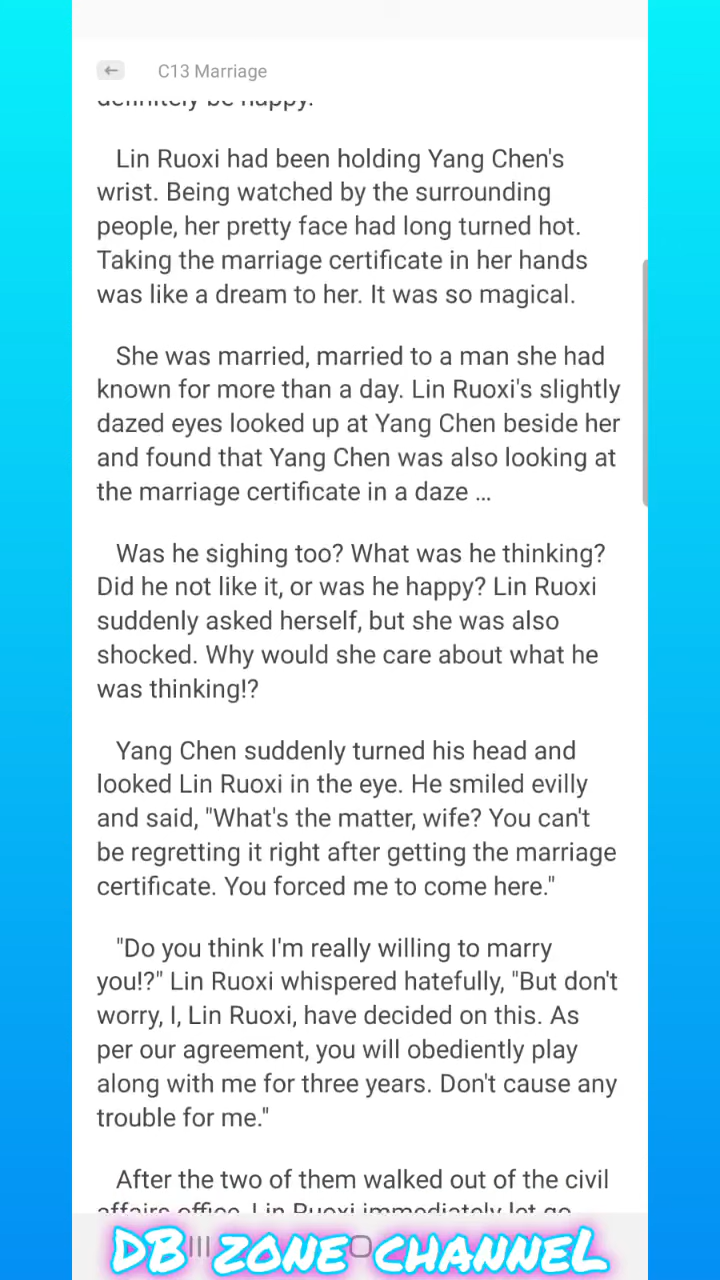 C13 Marriage
definitely be happy.
Lin Ruoxi had been holding Yang Chen's
wrist. Being watched by the surrounding
people, her pretty face had long turned hot.
Taking the marriage certificate in her hands
was like a dream to her. It was so magical.
She was married, married to a man she had
known for more than a day. Lin Ruoxi's slightly
dazed eyes looked up at Yang Chen beside her
and found that Yang Chen was also looking at
the marriage certificate in a daze ...
Was he sighing too? What was he thinking?
Did he not like it, or was he happy? Lin Ruoxi
suddenly asked herself, but she was also
shocked. Why would she care about what he
was thinking!?
Yang Chen suddenly turned his head and
looked Lin Ruoxi in the eye. He smiled evilly
and said, "What's the matter, wife? You can't
be regretting it right after getting the marriage
certificate. You forced me to come here."
"Do you think I'm really willing to marry
you!?" Lin Ruoxi whispered hatefully, "But don't
worry, I, Lin Ruoxi, have decided on this. As
per our agreement, you will obediently play
along with me for three years. Don't cause any
trouble for me."
After the two of them walked out of the civil
affairs office, Lin Ruoxi immediately let go
DB ZONE CHANNEL